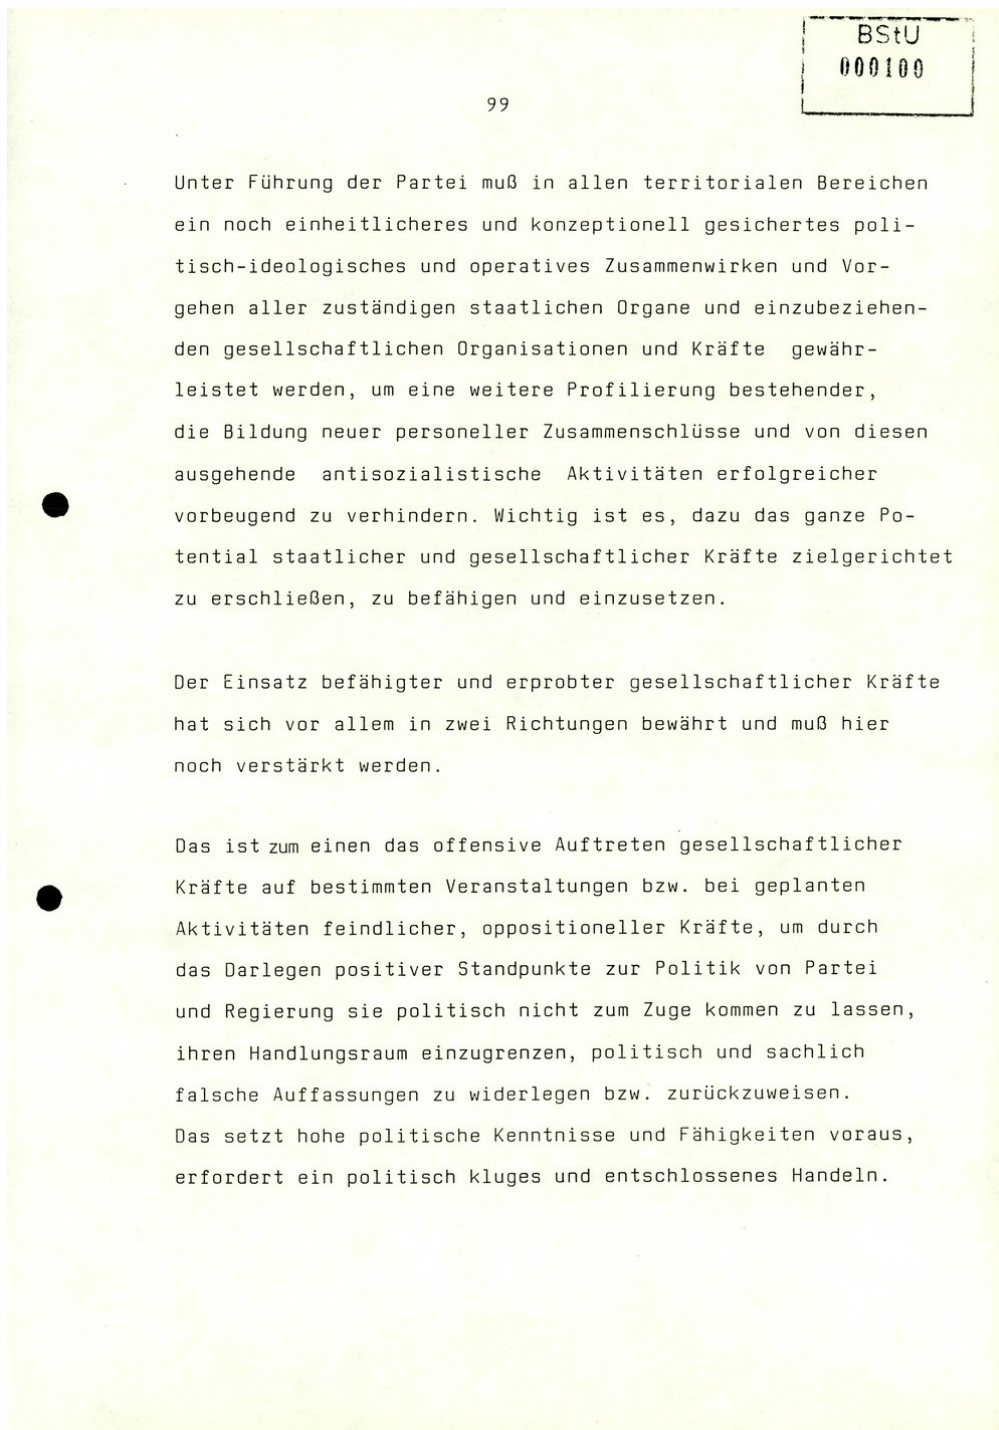 BStU
000100
99
Unter Führung der Partei muß in allen territorialen Bereichen
ein noch einheitlicheres und konzeptionell gesichertes poli-
tisch-ideologisches und operatives Zusammenwirken und Vor-
gehen aller zuständigen staatlichen Organe und einzubeziehen-
den gesellschaftlichen Organisationen und Kräfte gewähr-
leistet werden, um eine weitere Profilierung bestehender,
die Bildung neuer personeller Zusammenschlüsse und von diesen
ausgehende antisozialistische Aktivitäten erfolgreicher
vorbeugend zu verhindern. Wichtig ist es, dazu das ganze Po-
tential staatlicher und gesellschaftlicher Kräfte zielgerichtet
zu erschließen, zu befähigen und einzusetzen.
Der Einsatz befähigter und erprobter gesellschaftlicher Kräfte
hat sich vor allem in zwei Richtungen bewährt und muß hier
noch verstärkt werden.
Das ist zum einen das offensive Auftreten gesellschaftlicher
Kräfte auf bestimmten Veranstaltungen bzw. bei geplanten
Aktivitäten feindlicher, oppositioneller Kräfte, um durch
das Darlegen positiver Standpunkte zur Politik von Partei
und Regierung sie politisch nicht zum Zuge kommen zu lassen,
ihren Handlungsraum einzugrenzen, politisch und sachlich
falsche Auffassungen zu widerlegen bzw. zurückzuweisen.
Das setzt hohe politische Kenntnisse und Fähigkeiten voraus,
erfordert ein politisch kluges und entschlossenes Handeln.